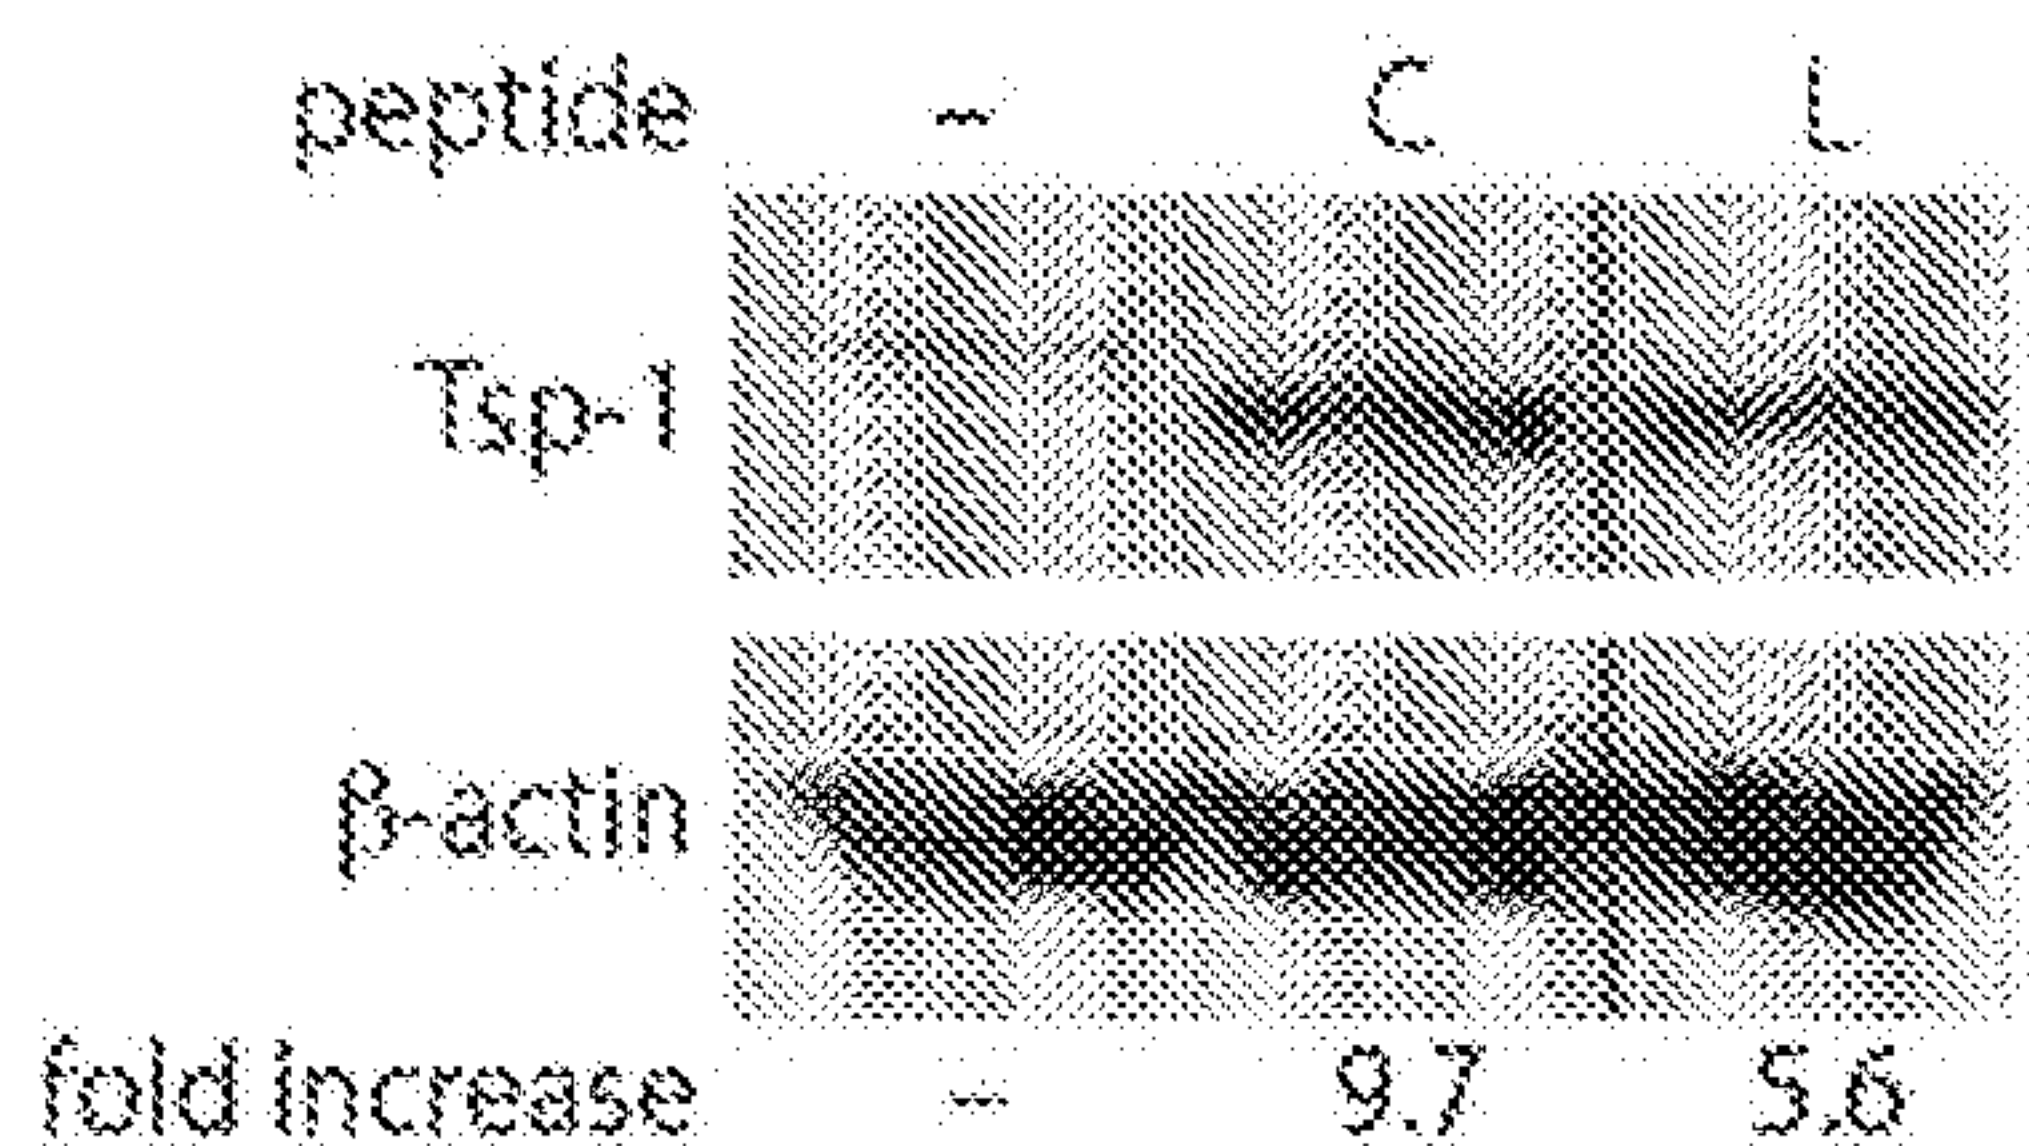 peptide – C L
Tsp-1
β-actin
fold increase – 9.7 5.6